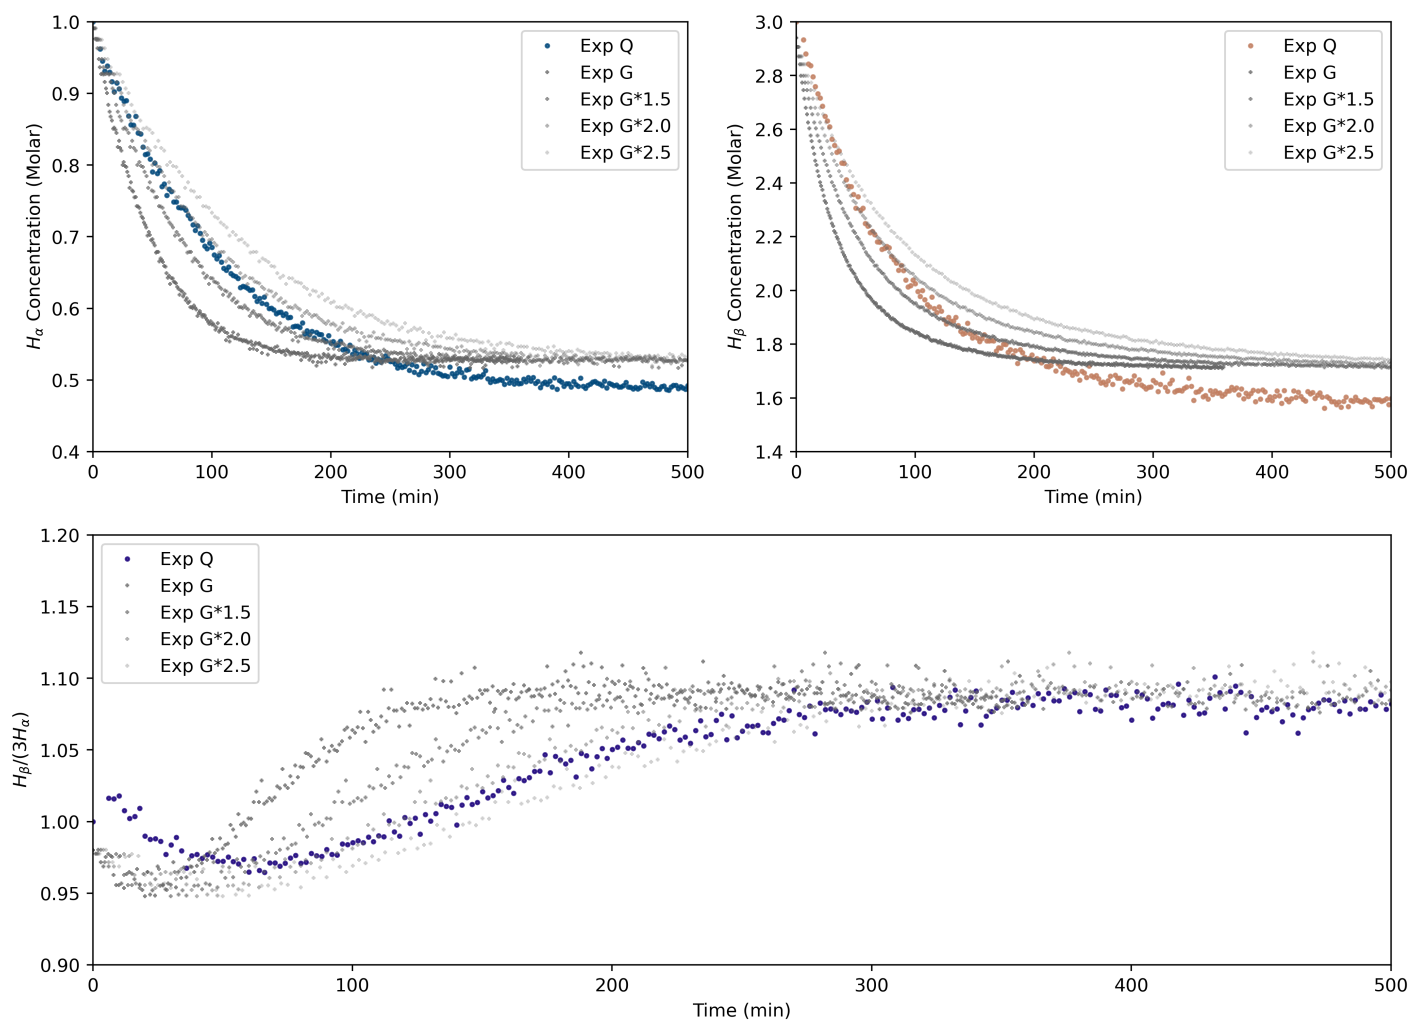 1.0
0.9
0.8
0.7
0.6
0.5
0.4
Hα Concentration (Molar)
0 100 200 300 400 500
Time (min)
Exp Q
Exp G
Exp G*1.5
Exp G*2.0
Exp G*2.5
3.0
2.8
2.6
2.4
2.2
2.0
1.8
1.6
1.4
Hβ Concentration (Molar)
0 100 200 300 400 500
Time (min)
Exp Q
Exp G
Exp G*1.5
Exp G*2.0
Exp G*2.5
1.20
1.15
1.10
1.05
1.00
0.95
0.90
Hβ/(3Hα)
0 100 200 300 400 500
Time (min)
Exp Q
Exp G
Exp G*1.5
Exp G*2.0
Exp G*2.5